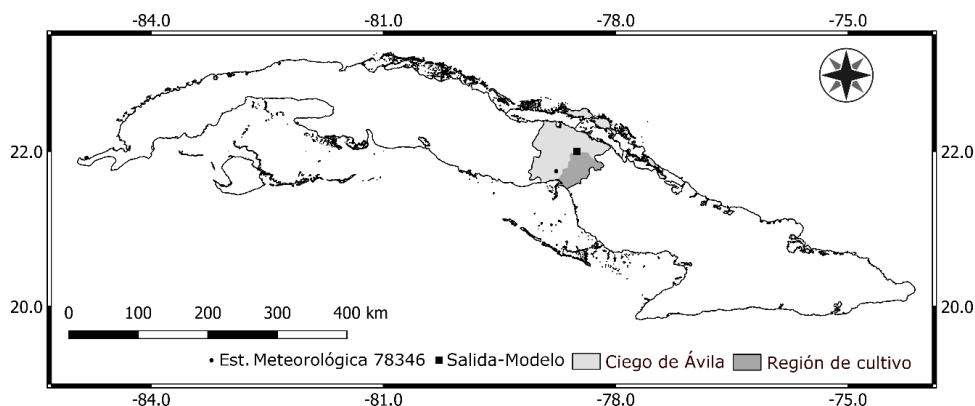 -84.0 -81.0 -78.0 -75.0
22.0 22.0
20.0 20.0
0 100 200 300 400 km
Est. Meteorológica 78346 Salida-Modelo Ciego de Ávila Región de cultivo
-84.0 -81.0 -78.0 -75.0